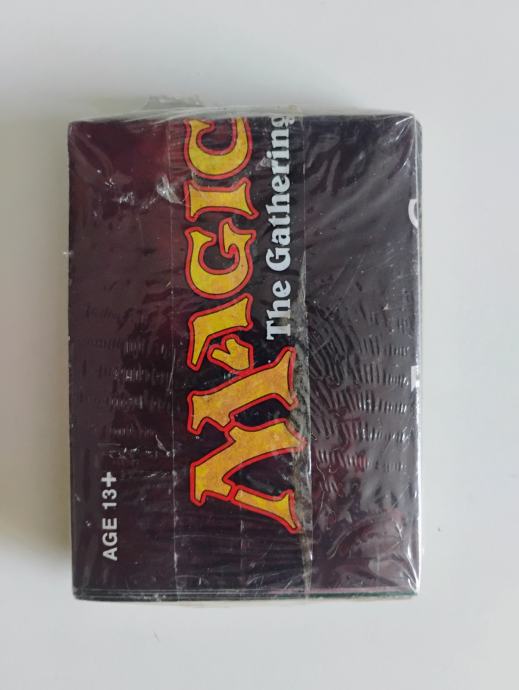 MAGIC
The Gathering
AGE 13+